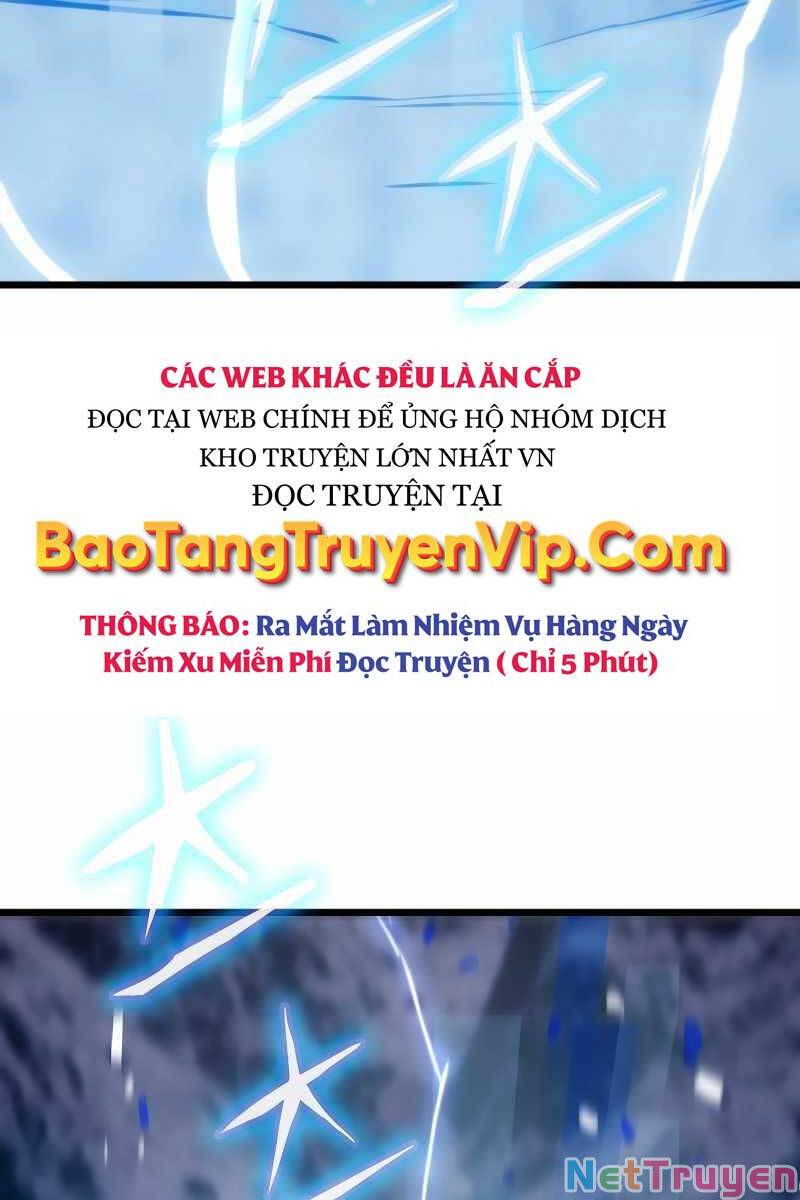 CÁC WEB KHÁC ĐỀU LÀ ĂN CẮP
ĐỌC TẠI WEB CHÍNH ĐỂ ỦNG HỘ NHÓM DỊCH
KHO TRUYỆN LỚN NHẤT VN
ĐỌC TRUYỆN TẠI
BaoTangTruyenVip.Com
THÔNG BÁO: Ra Mắt Làm Nhiệm Vụ Hàng Ngày
Kiếm Xu Miễn Phí Đọc Truyện ( Chỉ 5 Phút)
NetTruyen